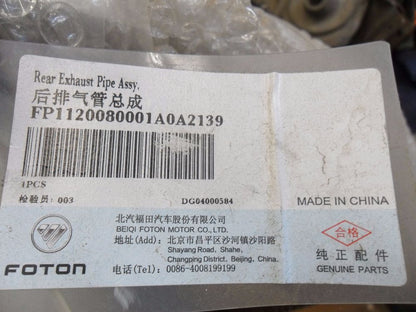 Rear Exhaust Pipe Assy.
后排气管总成
FP1120080001A0A2139
1PCS
检验员: 003 DG04000584
MADE IN CHINA
北汽福田汽车股份有限公司
BEIQI FOTON MOTOR CO., LTD.
地址(Add): 北京市昌平区沙河镇沙阳路
Shayang Road, Shahe,
Changping District, Beijing, China.
电话(Tel): 0086-4008199199
FOTON
合格
纯正配件
GENUINE PARTS